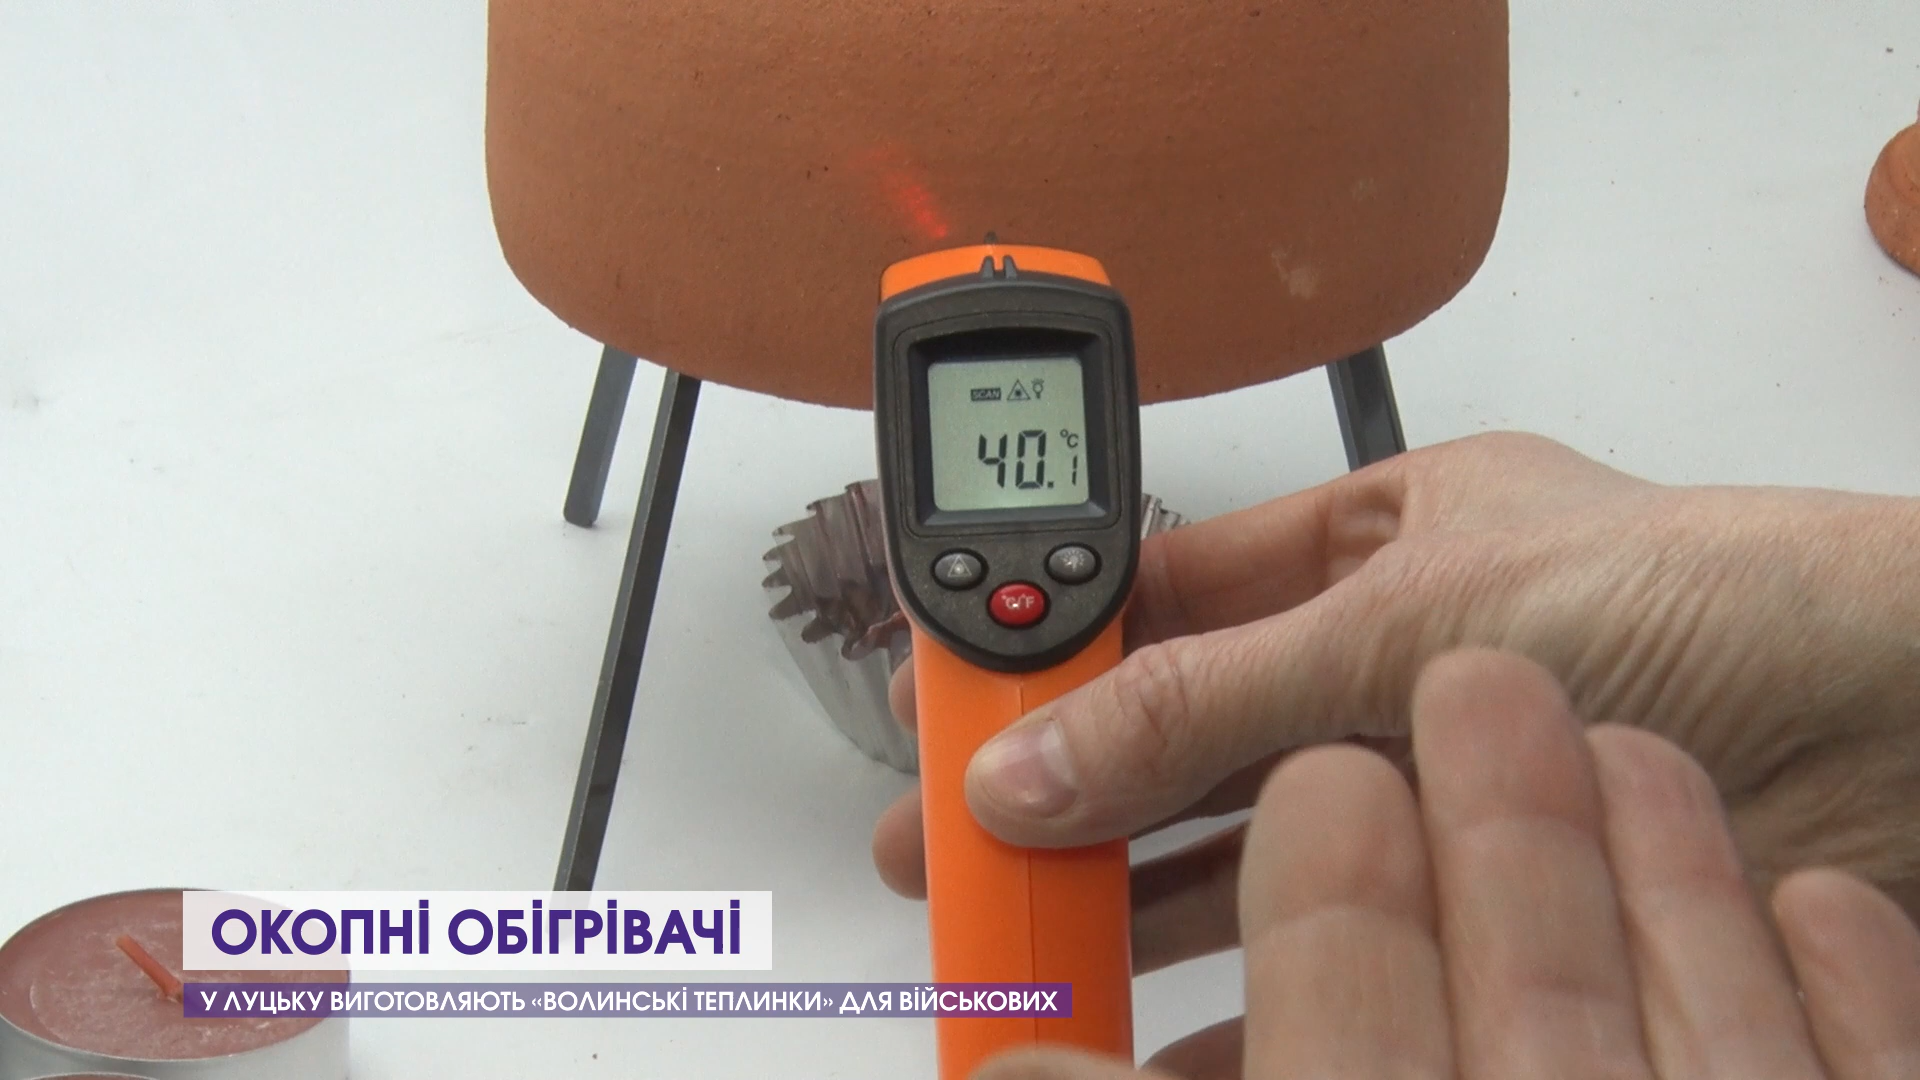 SCAN
°C
40.1
°C/°F
ОКОПНІ ОБІГРІВАЧІ
У ЛУЦЬКУ ВИГОТОВЛЯЮТЬ «ВОЛИНСЬКІ ТЕПЛИНКИ» ДЛЯ ВІЙСЬКОВИХ